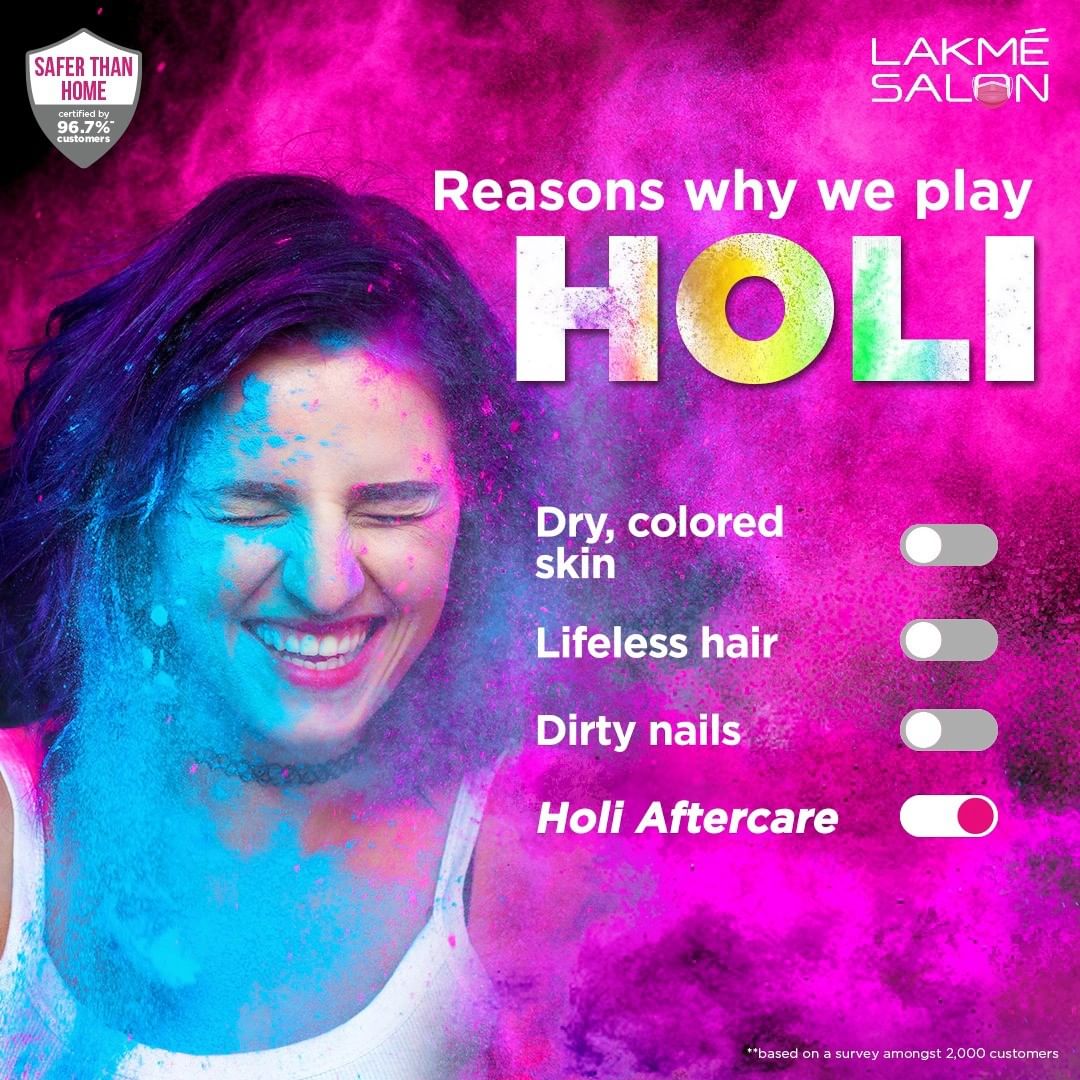 SAFER THAN
HOME
certified by
96.7%**
customers
LAKMÉ
SALON
Reasons why we play
HOLI
Dry, colored
skin
Lifeless hair
Dirty nails
Holi Aftercare
**based on a survey amongst 2,000 customers